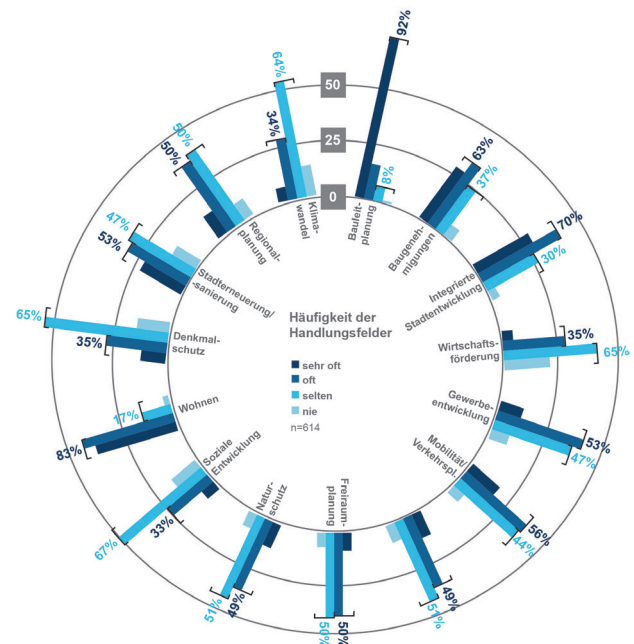 92%
50
25
0
8%
Bauleit-
planung
63%
37%
Baugeneh-
migungen
70%
30%
Integrierte
Stadtentwicklung
35%
65%
Wirtschafts-
förderung
53%
47%
Gewerbe-
entwicklung
56%
44%
Mobilität/
Verkehrspl.
49%
51%
50%
50%
Freiraum-
planung
49%
51%
Natur-
schutz
33%
67%
Soziale
Entwicklung
17%
83%
Wohnen
65%
35%
Denkmal-
schutz
47%
53%
Stadterneuerung/
-sanierung
50%
50%
Regional-
planung
64%
34%
Klima-
wandel
Häufigkeit der
Handlungsfelder
sehr oft
oft
selten
nie
n=614